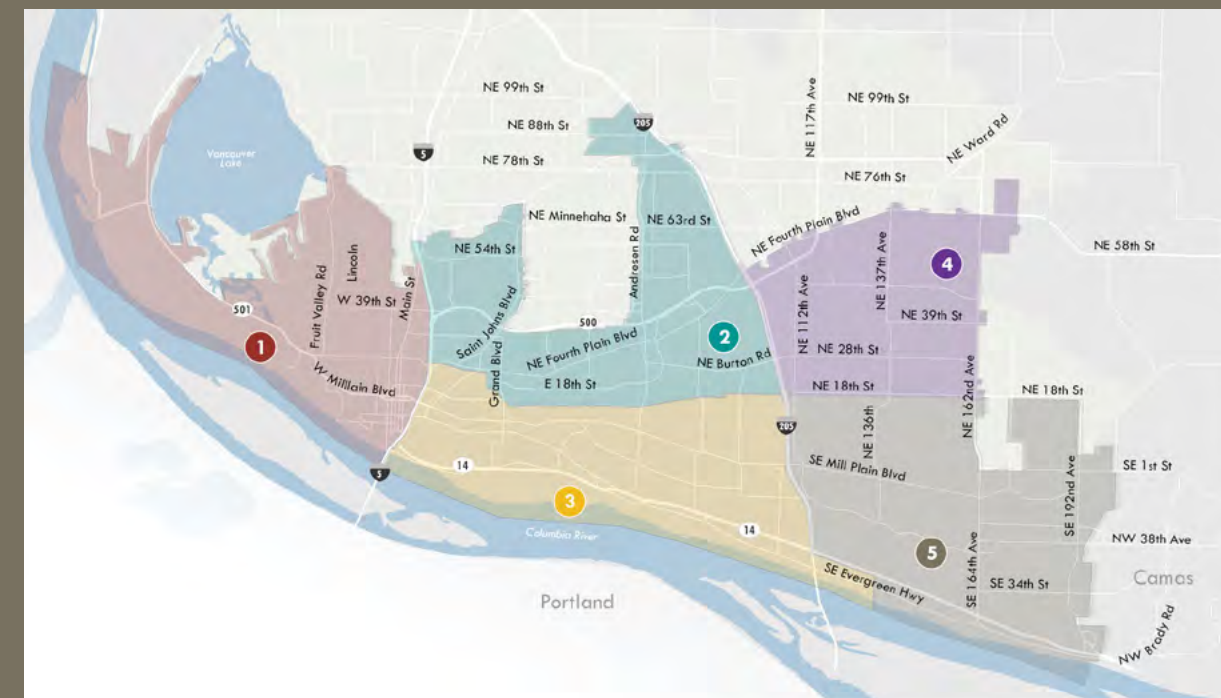 NE 99th St
NE 88th St
NE 78th St
205
5
Vancouver
Lake
NE 117th Ave
NE 99th St
NE Ward Rd
NE 76th St
NE Minnehaha St
NE 63rd St
NE 54th St
Andresen Rd
NE Fourth Plain Blvd
NE 58th St
Lincoln
Fruit Valley Rd
W 39th St
Main St
NE 137th Ave
4
501
1
Saint Johns Blvd
500
NE Fourth Plain Blvd
2
NE 112th Ave
NE 39th St
NE 28th St
W Milllain Blvd
Grand Blvd
E 18th St
NE Burton Rd
NE 18th St
NE 162nd Ave
NE 18th St
205
NE 136th
5
14
SE Mill Plain Blvd
SE 192nd Ave
SE 1st St
3
14
Columbia River
5
NW 38th Ave
SE Evergreen Hwy
SE 164th Ave
SE 34th St
Camas
Portland
NW Brady Rd